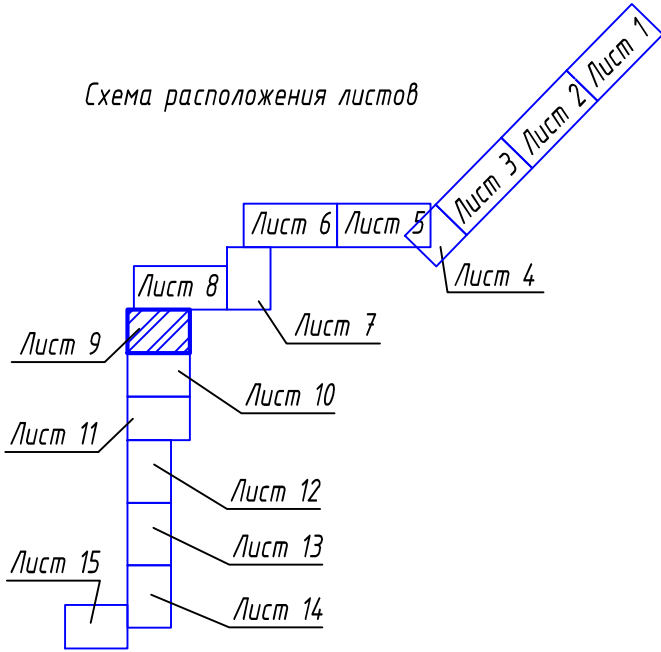 Схема расположения листов
Лист 1
Лист 2
Лист 3
Лист 4
Лист 5
Лист 6
Лист 7
Лист 8
Лист 9
Лист 10
Лист 11
Лист 12
Лист 13
Лист 14
Лист 15